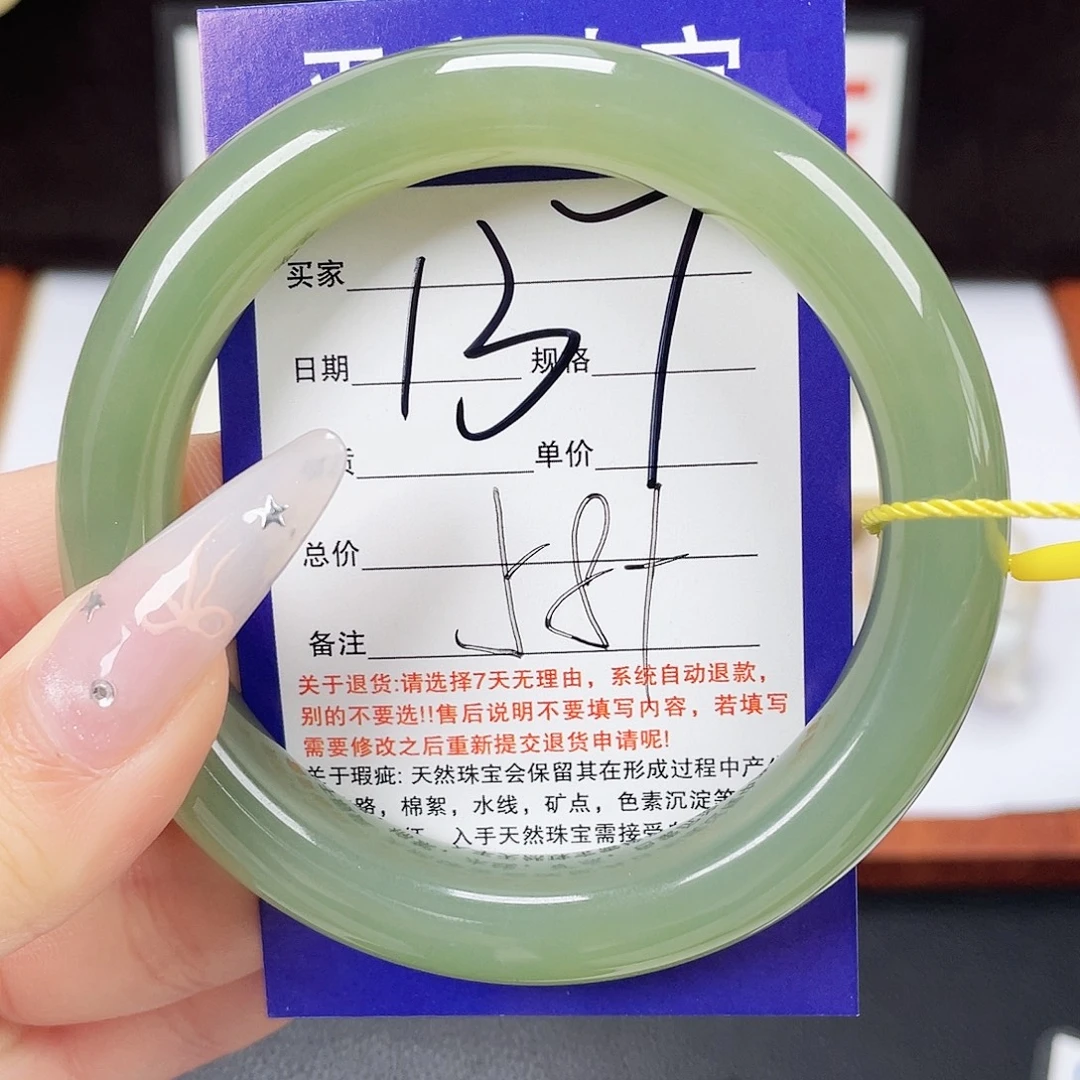 买家
日期 规格
单价
总价
备注
关于退货:请选择7天无理由，系统自动退款，
别的不要选!!售后说明不要填写内容，若填写
需要修改之后重新提交退货申请呢!
关于瑕疵: 天然珠宝会保留其在形成过程中产
路，棉絮，水线，矿点，色素沉淀等
入手天然珠宝需接受